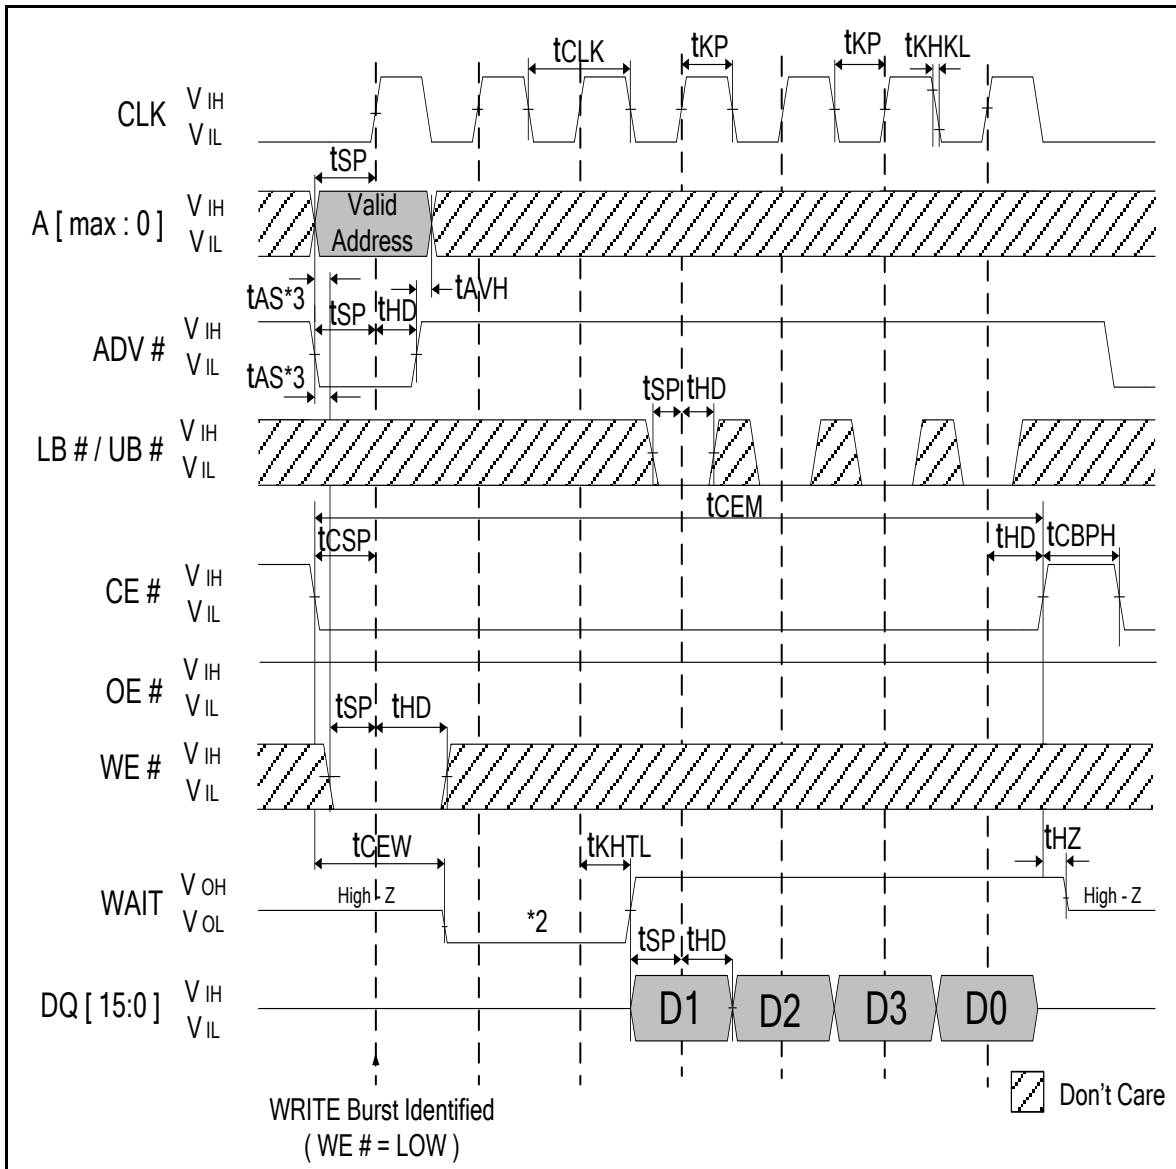 tCLK tKP tKP tKHKL
CLK V IH
V IL
tSP
A [ max : 0 ] V IH
V IL
Valid
Address
tAS*3 tSP tHD tAVH
ADV # V IH
V IL
tAS*3
tSP tHD
LB # / UB # V IH
V IL
tCEM
tCSP tHD tCBPH
CE # V IH
V IL
OE # V IH
V IL
tSP tHD
WE # V IH
V IL
tCEW tKHTL tHZ
WAIT V OH
V OL
High - Z *2 High - Z
tSP tHD
DQ [ 15:0 ] V IH
V IL
D1 D2 D3 D0
Don't Care
WRITE Burst Identified
( WE # = LOW )